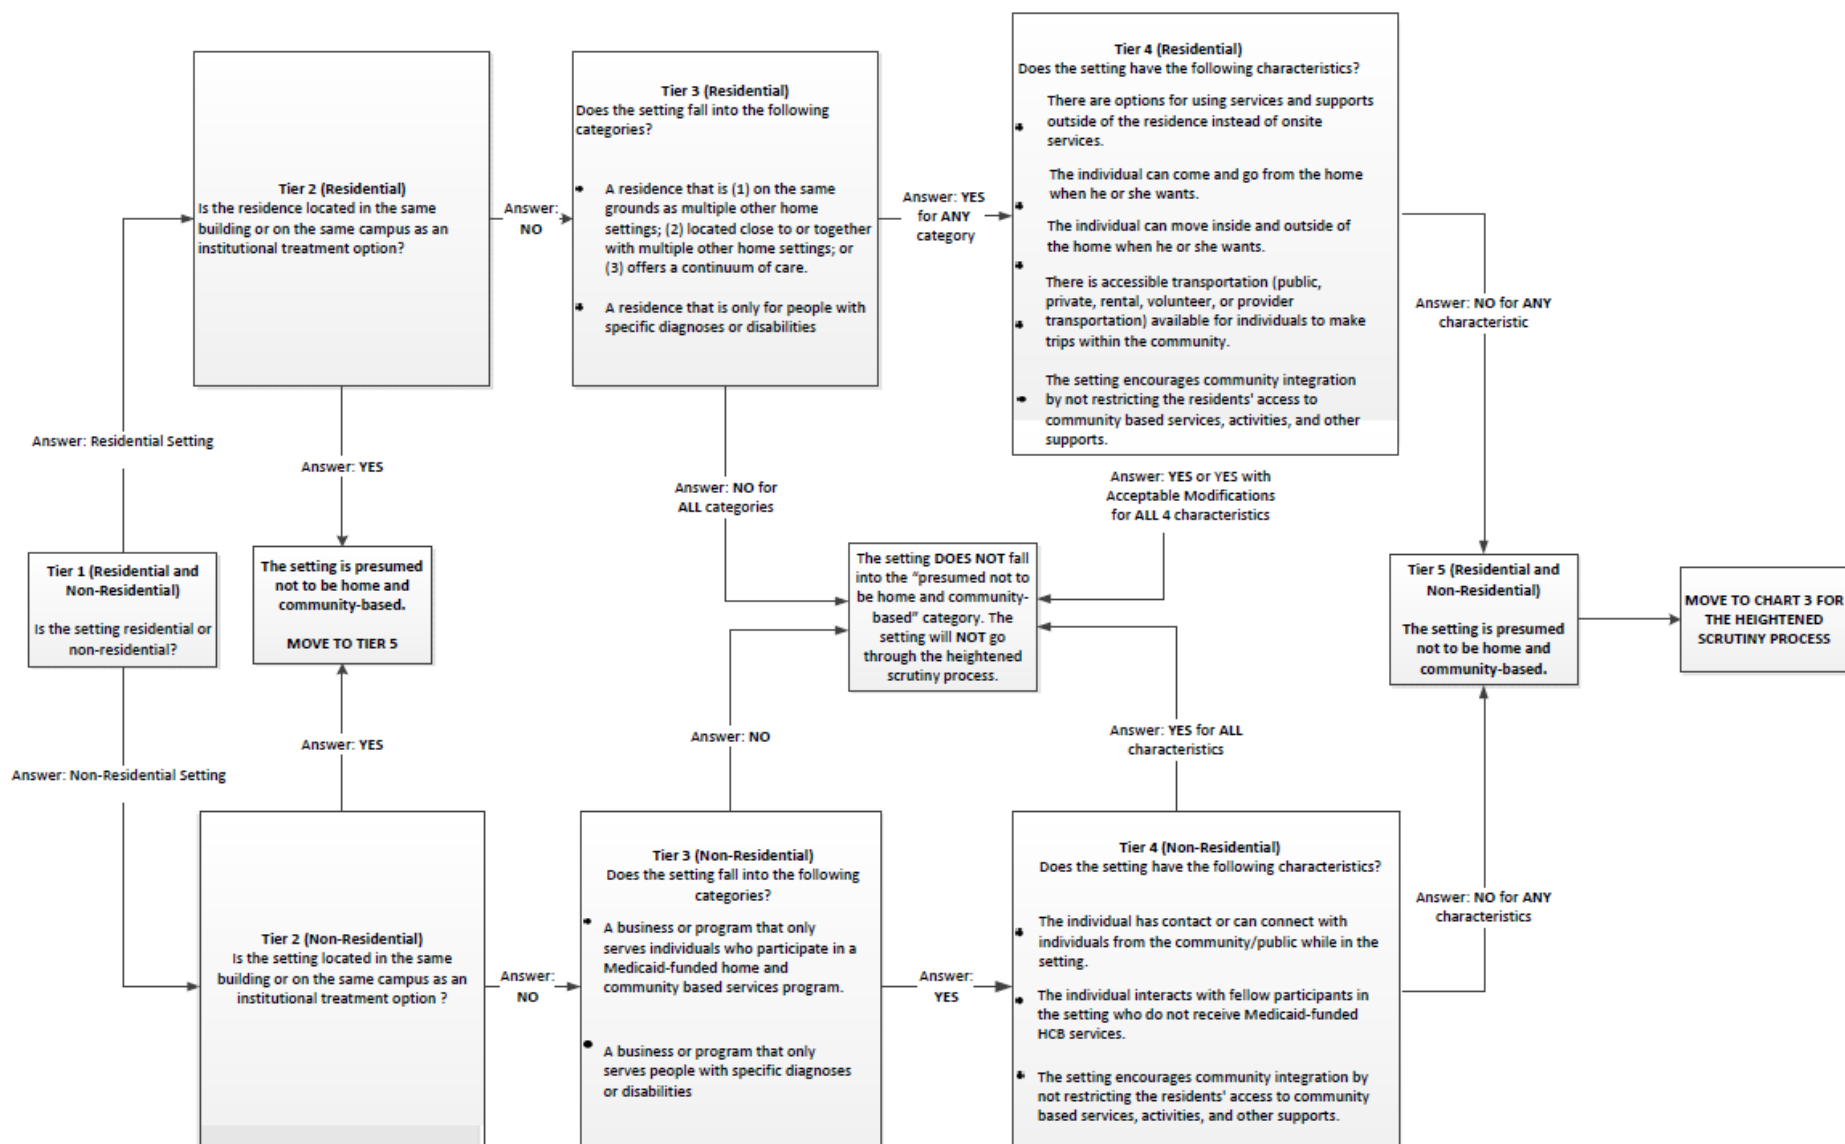 Tier 1 (Residential and
Non-Residential)
Is the setting residential or
non-residential?
Answer: Residential Setting
Answer: Non-Residential Setting
Tier 2 (Residential)
Is the residence located in the same
building or on the same campus as an
institutional treatment option?
Answer:
NO
Answer: YES
The setting is presumed
not to be home and
community-based.
MOVE TO TIER 5
Answer: YES
Tier 2 (Non-Residential)
Is the setting located in the same
building or on the same campus as an
institutional treatment option ?
Answer:
NO
Tier 3 (Residential)
Does the setting fall into the following
categories?
A residence that is (1) on the same
grounds as multiple other home
settings; (2) located close to or together
with multiple other home settings; or
(3) offers a continuum of care.
A residence that is only for people with
specific diagnoses or disabilities
Answer: YES
for ANY
category
Answer: NO for
ALL categories
Tier 4 (Residential)
Does the setting have the following characteristics?
There are options for using services and supports
outside of the residence instead of onsite
services.
The individual can come and go from the home
when he or she wants.
The individual can move inside and outside of
the home when he or she wants.
There is accessible transportation (public,
private, rental, volunteer, or provider
transportation) available for individuals to make
trips within the community.
The setting encourages community integration
by not restricting the residents' access to
community based services, activities, and other
supports.
Answer: YES or YES with
Acceptable Modifications
for ALL 4 characteristics
Answer: NO for ANY
characteristic
The setting DOES NOT fall
into the “presumed not to
be home and community-
based” category. The
setting will NOT go
through the heightened
scrutiny process.
Tier 5 (Residential and
Non-Residential)
The setting is presumed
not to be home and
community-based.
MOVE TO CHART 3 FOR
THE HEIGHTENED
SCRUTINY PROCESS
Answer: NO
Answer: YES for ALL
characteristics
Tier 3 (Non-Residential)
Does the setting fall into the following
categories?
A business or program that only
serves individuals who participate in a
Medicaid-funded home and
community based services program.
A business or program that only
serves people with specific diagnoses
or disabilities
Answer:
YES
Tier 4 (Non-Residential)
Does the setting have the following characteristics?
The individual has contact or can connect with
individuals from the community/public while in the
setting.
The individual interacts with fellow participants in
the setting who do not receive Medicaid-funded
HCB services.
The setting encourages community integration by
not restricting the residents' access to community
based services, activities, and other supports.
Answer: NO for ANY
characteristics